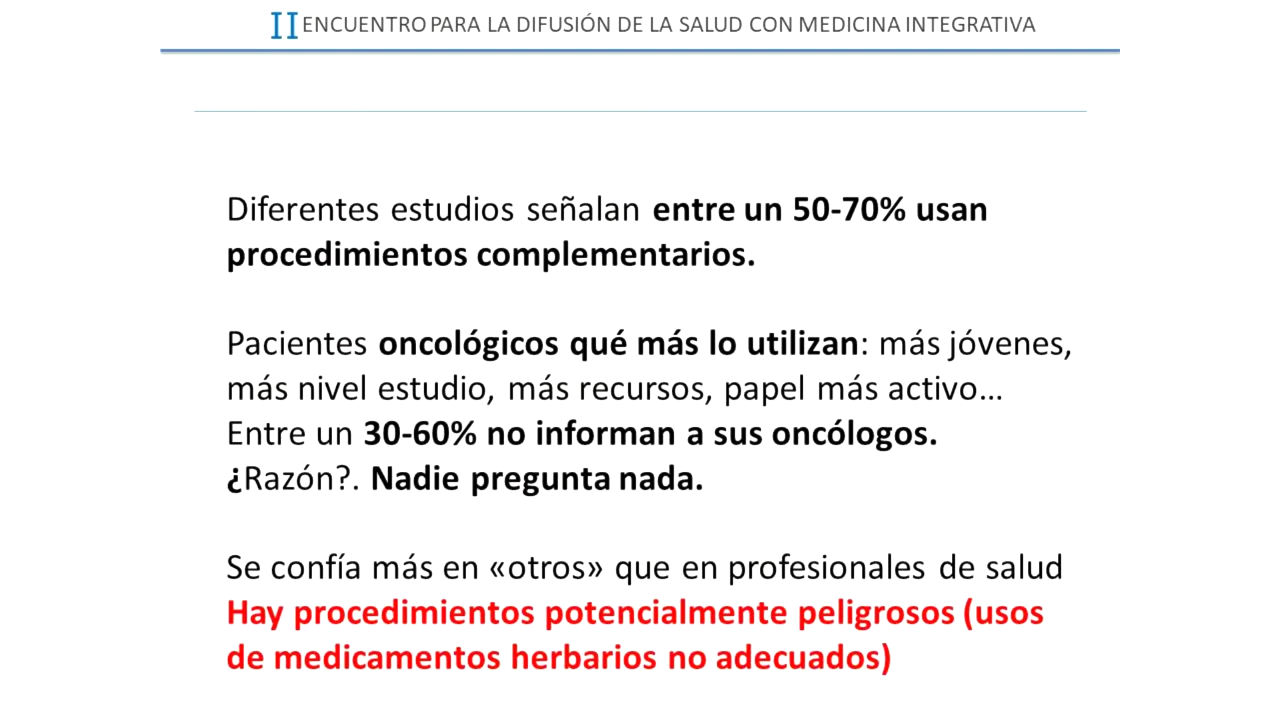 II ENCUENTRO PARA LA DIFUSIÓN DE LA SALUD CON MEDICINA INTEGRATIVA
Diferentes estudios señalan entre un 50-70% usan
procedimientos complementarios.
Pacientes oncológicos qué más lo utilizan: más jóvenes,
más nivel estudio, más recursos, papel más activo…
Entre un 30-60% no informan a sus oncólogos.
¿Razón?. Nadie pregunta nada.
Se confía más en «otros» que en profesionales de salud
Hay procedimientos potencialmente peligrosos (usos
de medicamentos herbarios no adecuados)